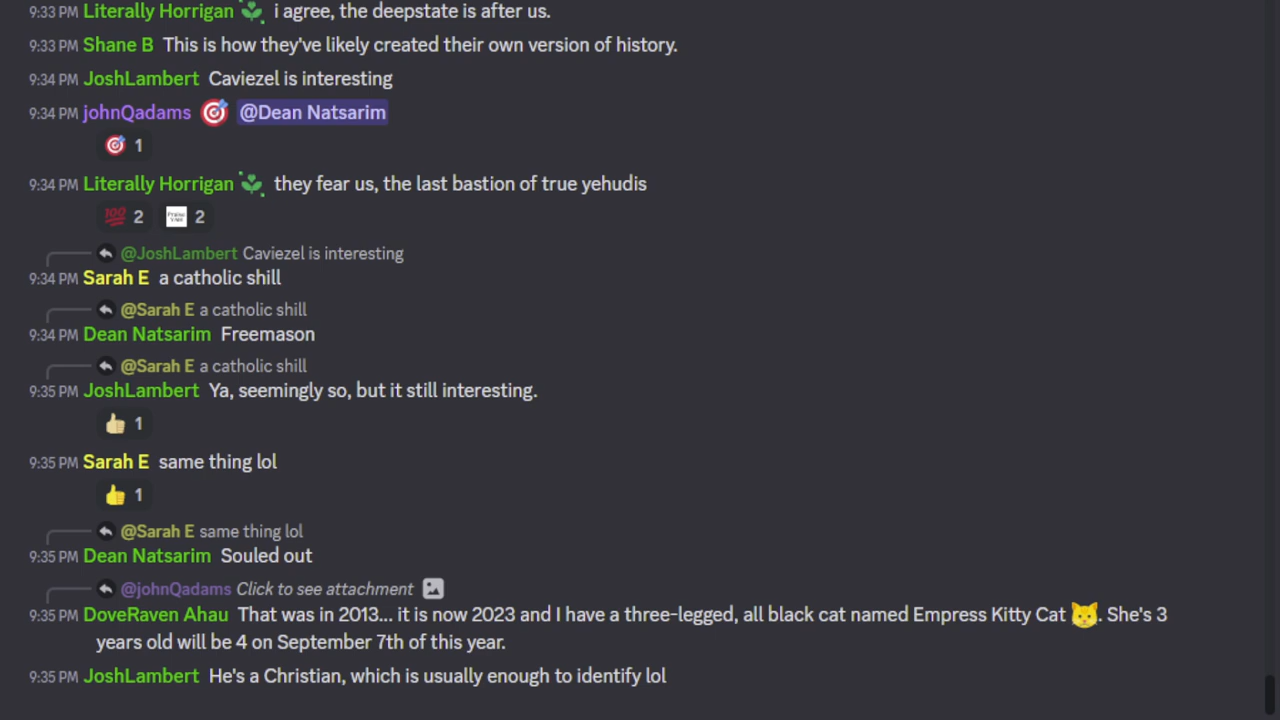 9:33 PM Literally Horrigan i agree, the deepstate is after us.
9:33 PM Shane B This is how they've likely created their own version of history.
9:34 PM JoshLambert Caviezel is interesting
9:34 PM johnQadams 🎯 @Dean Natsarim
🎯 1
9:34 PM Literally Horrigan they fear us, the last bastion of true yehudis
💯 2 2
@JoshLambert Caviezel is interesting
9:34 PM Sarah E a catholic shill
@Sarah E a catholic shill
9:34 PM Dean Natsarim Freemason
@Sarah E a catholic shill
9:35 PM JoshLambert Ya, seemingly so, but it still interesting.
👍 1
9:35 PM Sarah E same thing lol
👍 1
@Sarah E same thing lol
9:35 PM Dean Natsarim Souled out
@johnQadams Click to see attachment
9:35 PM DoveRaven Ahau That was in 2013... it is now 2023 and I have a three-legged, all black cat named Empress Kitty Cat 🐱. She's 3
years old will be 4 on September 7th of this year.
9:35 PM JoshLambert He's a Christian, which is usually enough to identify lol